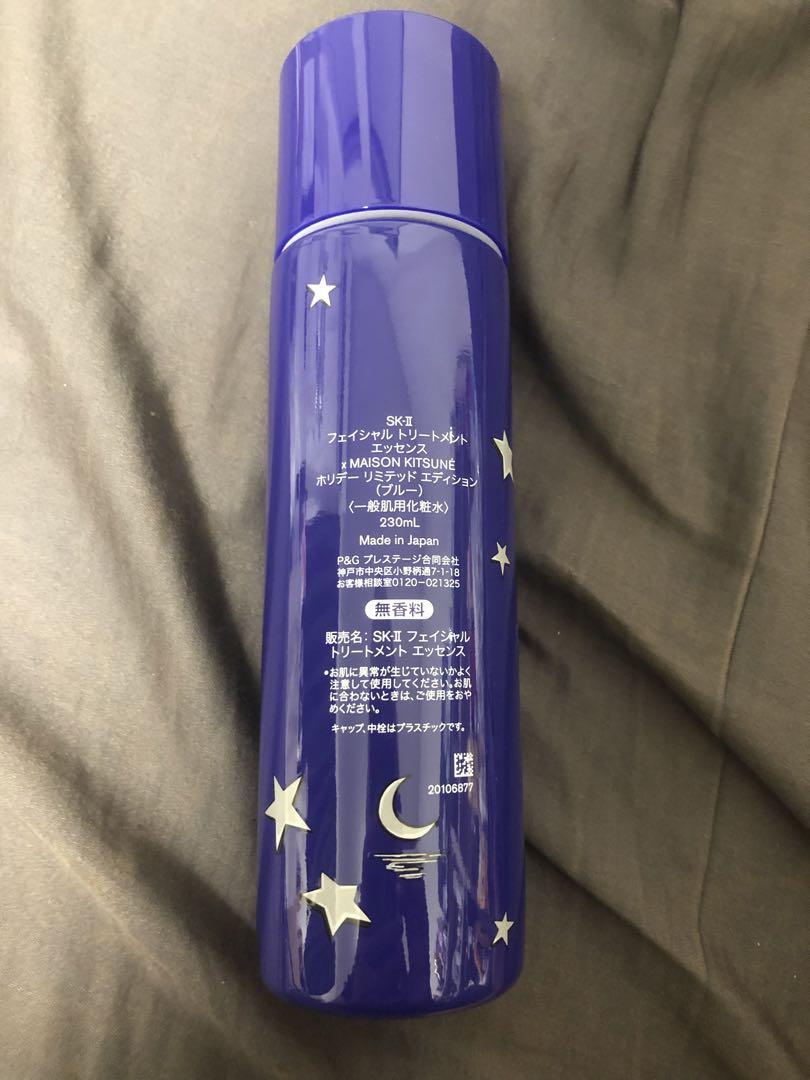 SK-II
フェイシャル トリートメント
エッセンス
x MAISON KITSUNÉ
ホリデー リミテッド エディション
（ブルー）
〈一般肌用化粧水〉
230mL
Made in Japan
P&G プレステージ合同会社
神戸市中央区小野柄通7-1-18
お客様相談室0120-021325
無香料
販売名：SK-II フェイシャル
トリートメント エッセンス
●お肌に異常が生じていないかよく
注意して使用してください。お肌
に合わないときは、ご使用をおや
めください。
キャップ、中栓はプラスチックです。
20106877